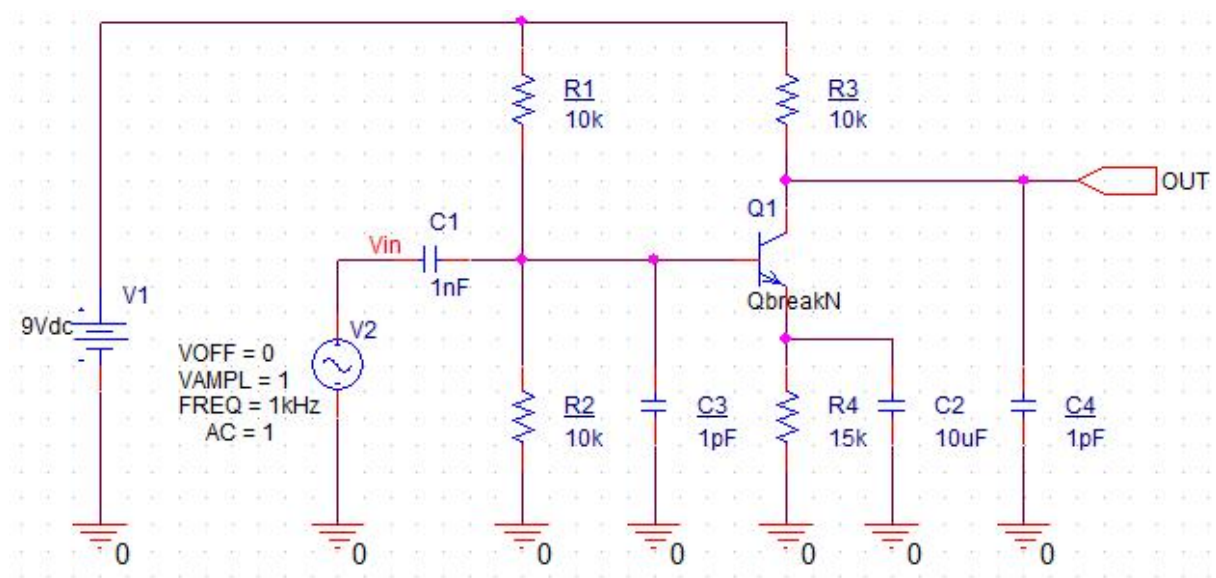 R1
10k
R3
10k
OUT
Q1
C1
Vin
1nF
QbreakN
V1
9Vdc
V2
VOFF = 0
VAMPL = 1
FREQ = 1kHz
AC = 1
R2
10k
C3
1pF
R4
15k
C2
10uF
C4
1pF
0
0
0
0
0
0
0